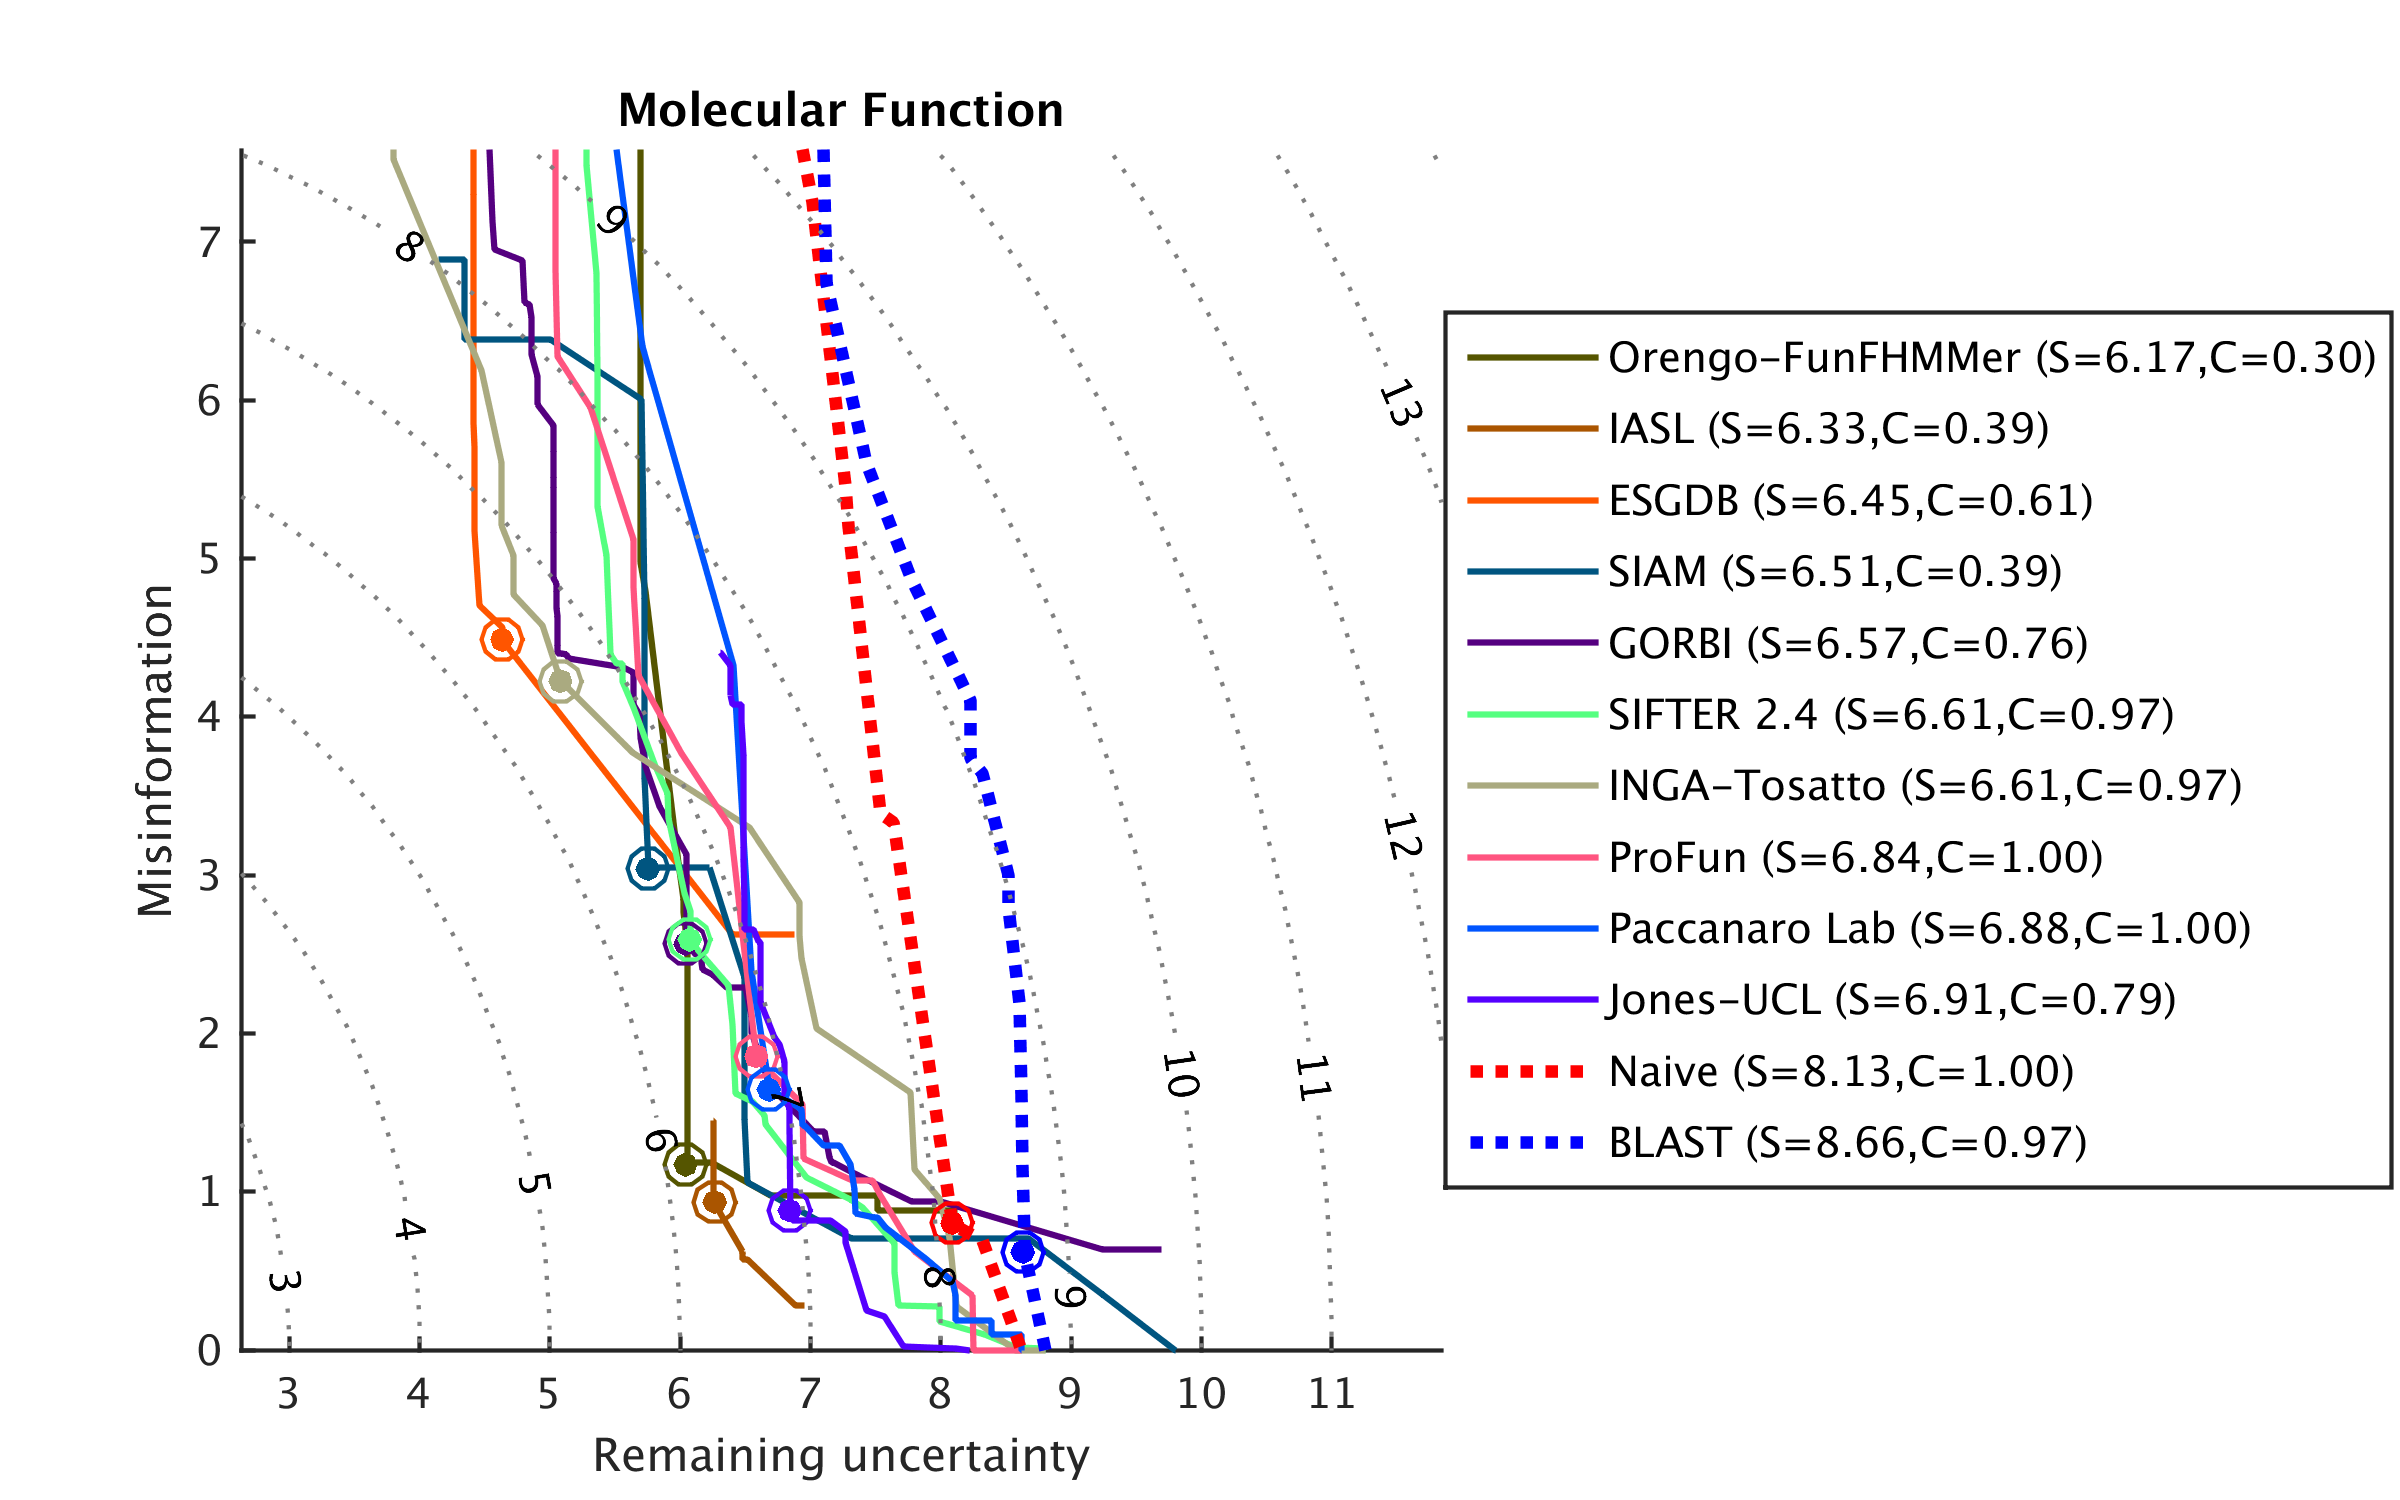 Molecular Function
Misinformation
7
6
5
4
3
2
1
0
3 4 5 6 7 8 9 10 11
Remaining uncertainty
8
9
13
12
10
11
7
6
5
4
3
8
9
Orengo–FunFHMMer (S=6.17,C=0.30)
IASL (S=6.33,C=0.39)
ESGDB (S=6.45,C=0.61)
SIAM (S=6.51,C=0.39)
GORBI (S=6.57,C=0.76)
SIFTER 2.4 (S=6.61,C=0.97)
INGA–Tosatto (S=6.61,C=0.97)
ProFun (S=6.84,C=1.00)
Paccanaro Lab (S=6.88,C=1.00)
Jones–UCL (S=6.91,C=0.79)
Naive (S=8.13,C=1.00)
BLAST (S=8.66,C=0.97)